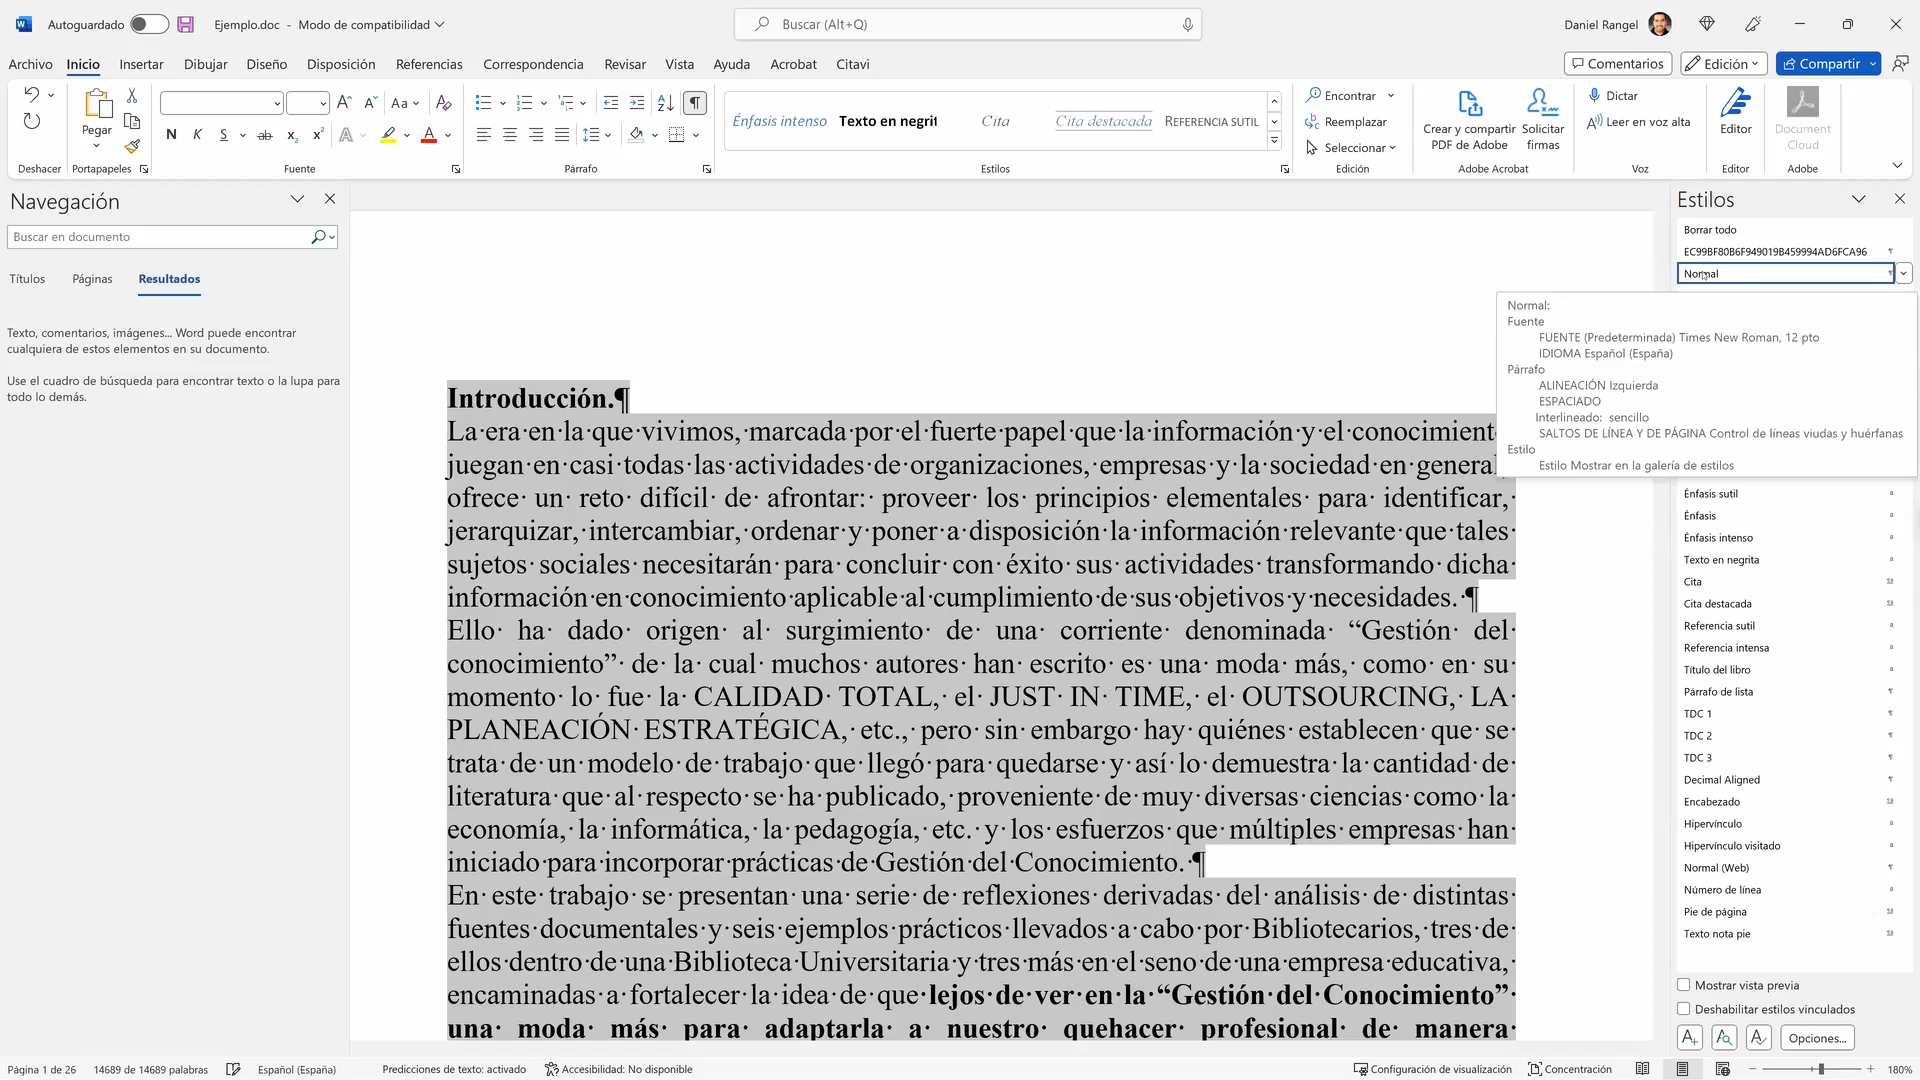 Autoguardado
Ejemplo.doc - Modo de compatibilidad
Buscar (Alt+Q)
Daniel Rangel
Archivo
Inicio
Insertar
Dibujar
Diseño
Disposición
Referencias
Correspondencia
Revisar
Vista
Ayuda
Acrobat
Citavi
Comentarios
Edición
Compartir
Pegar
Aa
N K S ab x₂ x² A A
Énfasis intenso
Texto en negrit
Cita
Cita destacada
Referencia sutil
Encontrar
Reemplazar
Seleccionar
Crear y compartir
PDF de Adobe
Solicitar
firmas
Dictar
Leer en voz alta
Editor
Document
Cloud
Deshacer
Portapapeles
Fuente
Párrafo
Estilos
Edición
Adobe Acrobat
Voz
Editor
Adobe
Navegación
Buscar en documento
Títulos
Páginas
Resultados
Texto, comentarios, imágenes... Word puede encontrar
cualquiera de estos elementos en su documento.
Use el cuadro de búsqueda para encontrar texto o la lupa para
todo lo demás.
Introducción.¶
La·era·en·la·que·vivimos,·marcada·por·el·fuerte·papel·que·la·información·y·el·conocimient
juegan·en·casi·todas·las·actividades·de·organizaciones,·empresas·y·la·sociedad·en·general
ofrece· un· reto· difícil· de· afrontar:· proveer· los· principios· elementales· para· identificar,·
jerarquizar,·intercambiar,·ordenar·y·poner·a·disposición·la·información·relevante·que·tales·
sujetos·sociales·necesitarán·para·concluir·con·éxito·sus·actividades·transformando·dicha·
información·en·conocimiento·aplicable·al·cumplimiento·de·sus·objetivos·y·necesidades.·¶
Ello· ha· dado· origen· al· surgimiento· de· una· corriente· denominada· “Gestión· del·
conocimiento”· de· la· cual· muchos· autores· han· escrito· es· una· moda· más,· como· en· su·
momento· lo· fue· la· CALIDAD· TOTAL,· el· JUST· IN· TIME,· el· OUTSOURCING,· LA·
PLANEACIÓN·ESTRATÉGICA,·etc.,·pero·sin·embargo·hay·quiénes·establecen·que·se·
trata·de·un·modelo·de·trabajo·que·llegó·para·quedarse·y·así·lo·demuestra·la·cantidad·de·
literatura·que·al·respecto·se·ha·publicado,·proveniente·de·muy·diversas·ciencias·como·la·
economía,·la·informática,·la·pedagogía,·etc.·y·los·esfuerzos·que·múltiples·empresas·han·
iniciado·para·incorporar·prácticas·de·Gestión·del·Conocimiento.·¶
En·este·trabajo·se·presentan·una·serie·de·reflexiones·derivadas·del·análisis·de·distintas·
fuentes·documentales·y·seis·ejemplos·prácticos·llevados·a·cabo·por·Bibliotecarios,·tres·de·
ellos·dentro·de·una·Biblioteca·Universitaria·y·tres·más·en·el·seno·de·una·empresa·educativa,·
encaminadas·a·fortalecer·la·idea·de·que·lejos·de·ver·en·la·“Gestión·del·Conocimiento”·
una· moda· más· para· adaptarla· a· nuestro· quehacer· profesional· de· manera·
Estilos
Borrar todo
EC99BF80B6F949019B459994AD6FCA96
Normal
Normal:
Fuente
FUENTE (Predeterminada) Times New Roman, 12 pto
IDIOMA Español (España)
Párrafo
ALINEACIÓN Izquierda
ESPACIADO
Interlineado: sencillo
SALTOS DE LÍNEA Y DE PÁGINA Control de líneas viudas y huérfanas
Estilo
Estilo Mostrar en la galería de estilos
Énfasis sutil
Énfasis
Énfasis intenso
Texto en negrita
Cita
Cita destacada
Referencia sutil
Referencia intensa
Título del libro
Párrafo de lista
TDC 1
TDC 2
TDC 3
Decimal Aligned
Encabezado
Hipervínculo
Hipervínculo visitado
Normal (Web)
Número de línea
Pie de página
Texto nota pie
Mostrar vista previa
Deshabilitar estilos vinculados
Opciones...
Página 1 de 26
14689 de 14689 palabras
Español (España)
Predicciones de texto: activado
Accesibilidad: No disponible
Configuración de visualización
Concentración
180%